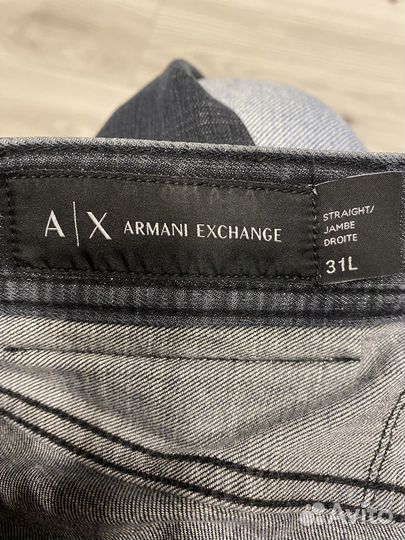 A|X ARMANI EXCHANGE
STRAIGHT/
JAMBE
DROITE
31L
Avito